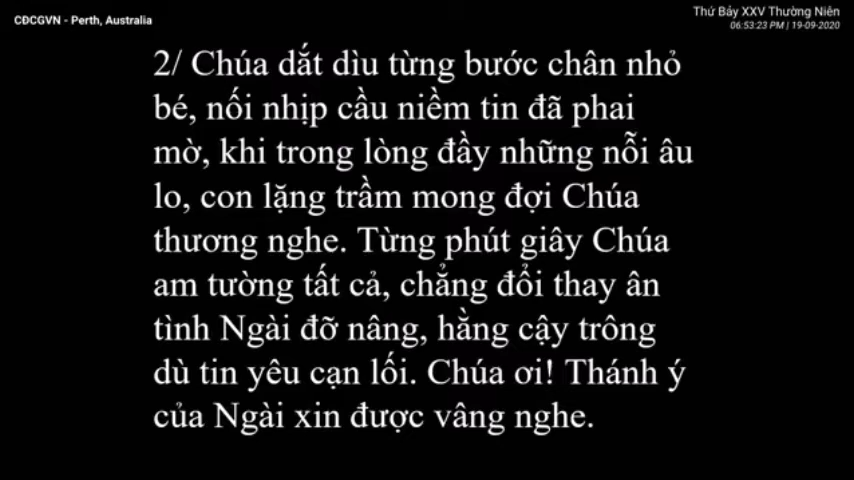 CĐCGVN - Perth, Australia
Thứ Bảy XXV Thường Niên
06:53:23 PM | 19-09-2020
2/ Chúa dắt dìu từng bước chân nhỏ
bé, nối nhịp cầu niềm tin đã phai
mờ, khi trong lòng đầy những nỗi âu
lo, con lặng trầm mong đợi Chúa
thương nghe. Từng phút giây Chúa
am tường tất cả, chẳng đổi thay ân
tình Ngài đỡ nâng, hằng cậy trông
dù tin yêu cạn lối. Chúa ơi! Thánh ý
của Ngài xin được vâng nghe.